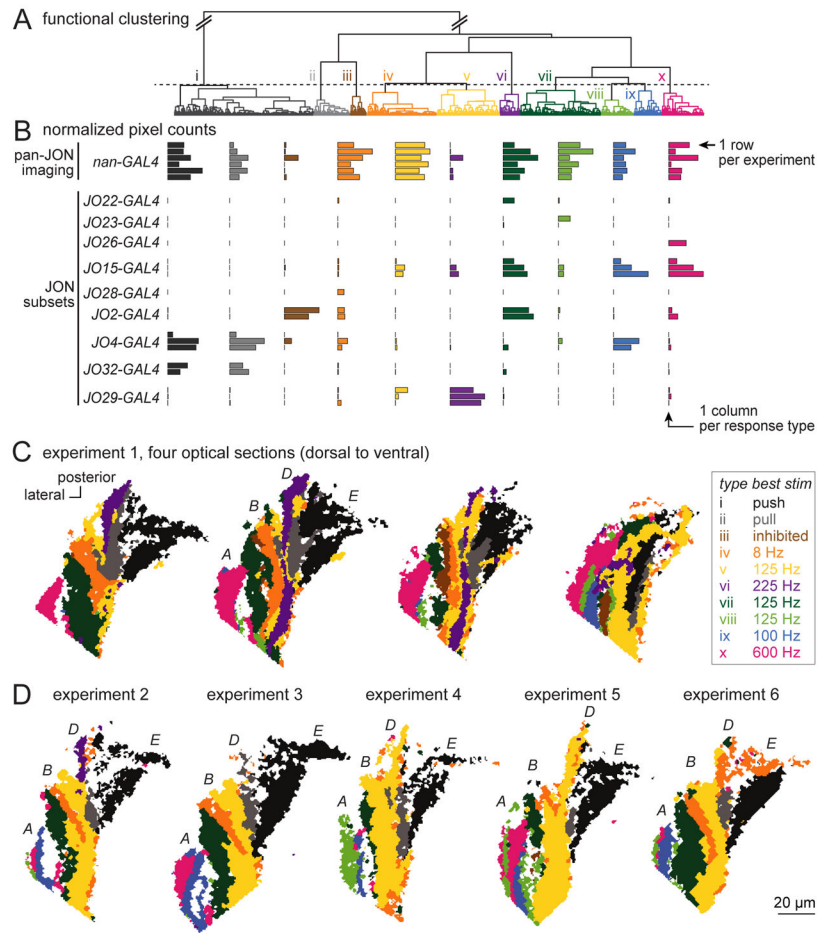 A functional clustering
i ii iii iv v vi vii viii ix x
B normalized pixel counts
pan-JON
imaging
nan-GAL4
1 row
per experiment
JO22-GAL4
JO23-GAL4
JO26-GAL4
JO15-GAL4
JON
subsets
JO28-GAL4
JO2-GAL4
JO4-GAL4
JO32-GAL4
JO29-GAL4
1 column
per response type
C experiment 1, four optical sections (dorsal to ventral)
posterior
lateral
A B D E
type best stim
i push
ii pull
iii inhibited
iv 8 Hz
v 125 Hz
vi 225 Hz
vii 125 Hz
viii 125 Hz
ix 100 Hz
x 600 Hz
D experiment 2 experiment 3 experiment 4 experiment 5 experiment 6
A B D E
A B D E
A B D E
A B D E
A B D E
20 µm